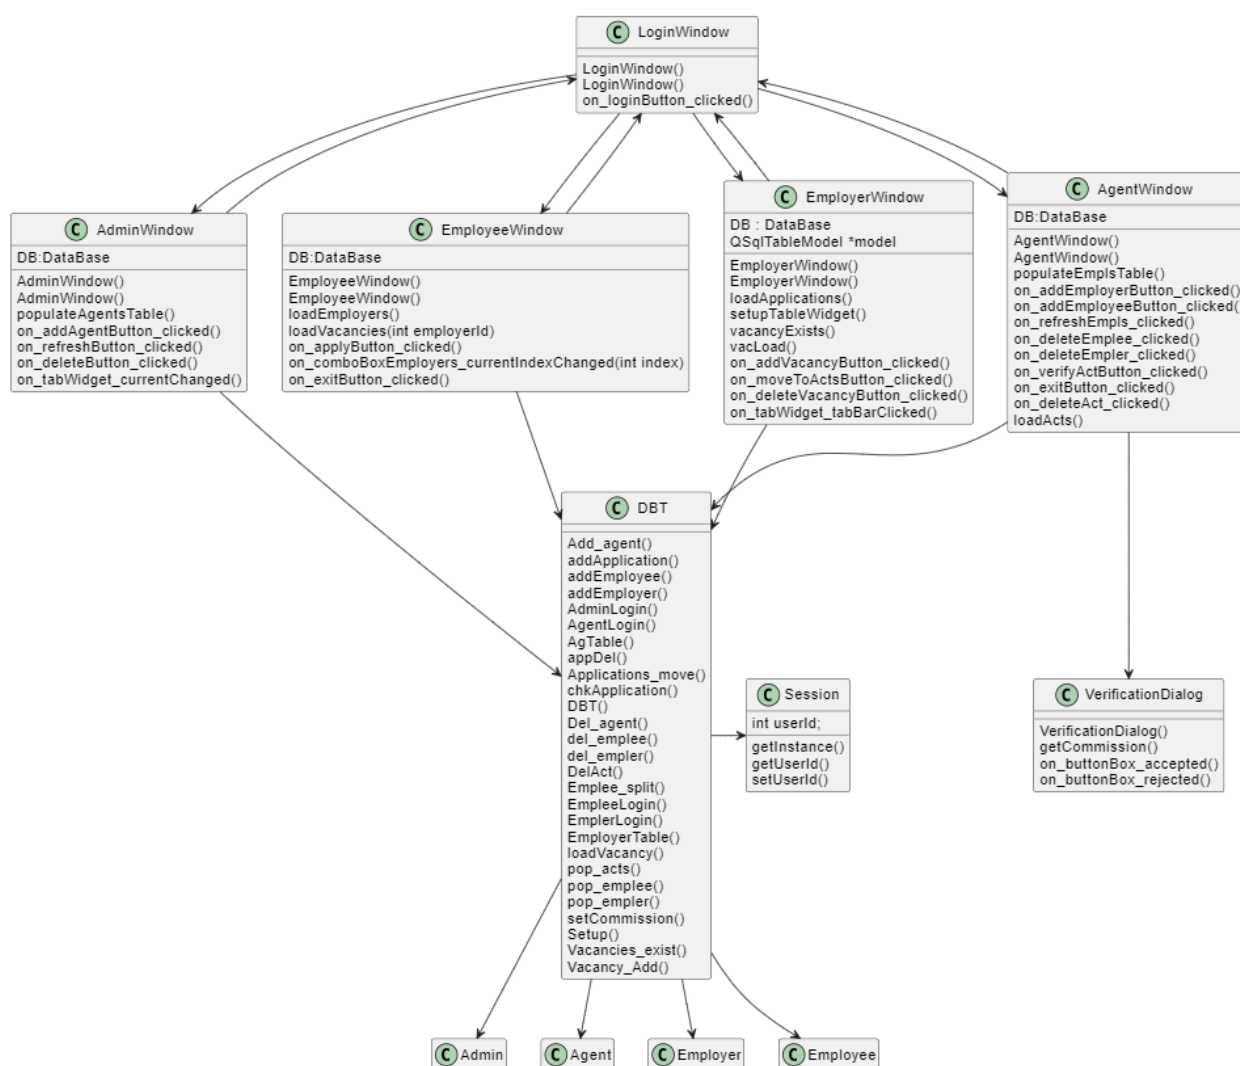 C LoginWindow
LoginWindow()
LoginWindow()
on_loginButton_clicked()
C AdminWindow
DB:DataBase
AdminWindow()
AdminWindow()
populateAgentsTable()
on_addAgentButton_clicked()
on_refreshButton_clicked()
on_deleteButton_clicked()
on_tabWidget_currentChanged()
C EmployeeWindow
DB:DataBase
EmployeeWindow()
EmployeeWindow()
loadEmployers()
loadVacancies(int employerId)
on_applyButton_clicked()
on_comboBoxEmployers_currentIndexChanged(int index)
on_exitButton_clicked()
C EmployerWindow
DB : DataBase
QSqlTableModel *model
EmployerWindow()
EmployerWindow()
loadApplications()
setupTableWidget()
vacancyExists()
vacLoad()
on_addVacancyButton_clicked()
on_moveToActsButton_clicked()
on_deleteVacancyButton_clicked()
on_tabWidget_tabBarClicked()
C AgentWindow
DB:DataBase
AgentWindow()
AgentWindow()
populateEmplsTable()
on_addEmployerButton_clicked()
on_addEmployeeButton_clicked()
on_refreshEmpls_clicked()
on_deleteEmplee_clicked()
on_deleteEmpler_clicked()
on_verifyActButton_clicked()
on_exitButton_clicked()
on_deleteAct_clicked()
loadActs()
C DBT
Add_agent()
addApplication()
addEmployee()
addEmployer()
AdminLogin()
AgentLogin()
AgTable()
appDel()
Applications_move()
chkApplication()
DBT()
Del_agent()
del_emplee()
del_empler()
DelAct()
Emplee_split()
EmpleeLogin()
EmplerLogin()
EmployerTable()
loadVacancy()
pop_acts()
pop_emplee()
pop_empler()
setCommission()
Setup()
Vacancies_exist()
Vacancy_Add()
C Session
int userId;
getInstance()
getUserId()
setUserId()
C VerificationDialog
VerificationDialog()
getCommission()
on_buttonBox_accepted()
on_buttonBox_rejected()
C Admin
C Agent
C Employer
C Employee